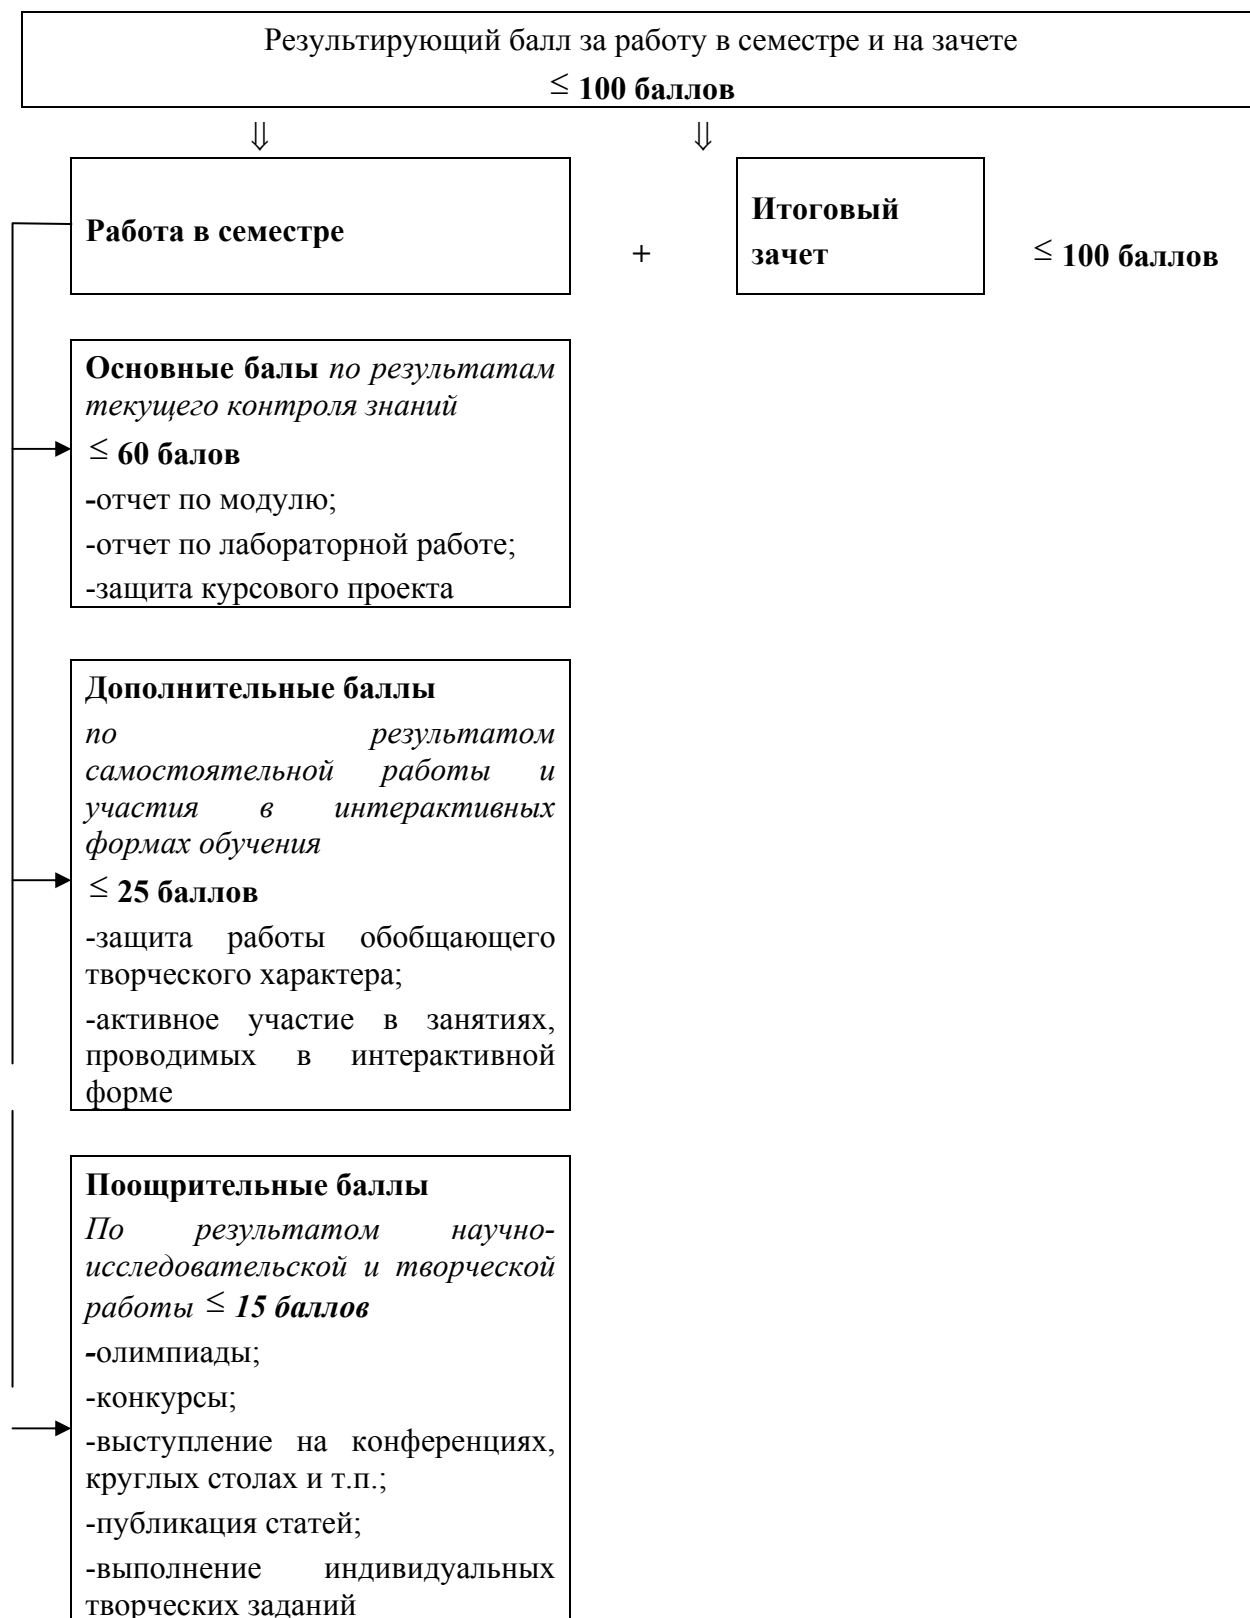 Результирующий балл за работу в семестре и на зачете
≤ 100 баллов
⇓ ⇓
Работа в семестре
+
Итоговый
зачет
≤ 100 баллов
Основные балы по результатам
текущего контроля знаний
≤ 60 балов
-отчет по модулю;
-отчет по лабораторной работе;
-защита курсового проекта
Дополнительные баллы
по результатом
самостоятельной работы и
участия в интерактивных
формах обучения
≤ 25 баллов
-защита работы обобщающего
творческого характера;
-активное участие в занятиях,
проводимых в интерактивной
форме
Поощрительные баллы
По результатом научно-
исследовательской и творческой
работы ≤ 15 баллов
-олимпиады;
-конкурсы;
-выступление на конференциях,
круглых столах и т.п.;
-публикация статей;
-выполнение индивидуальных
творческих заданий